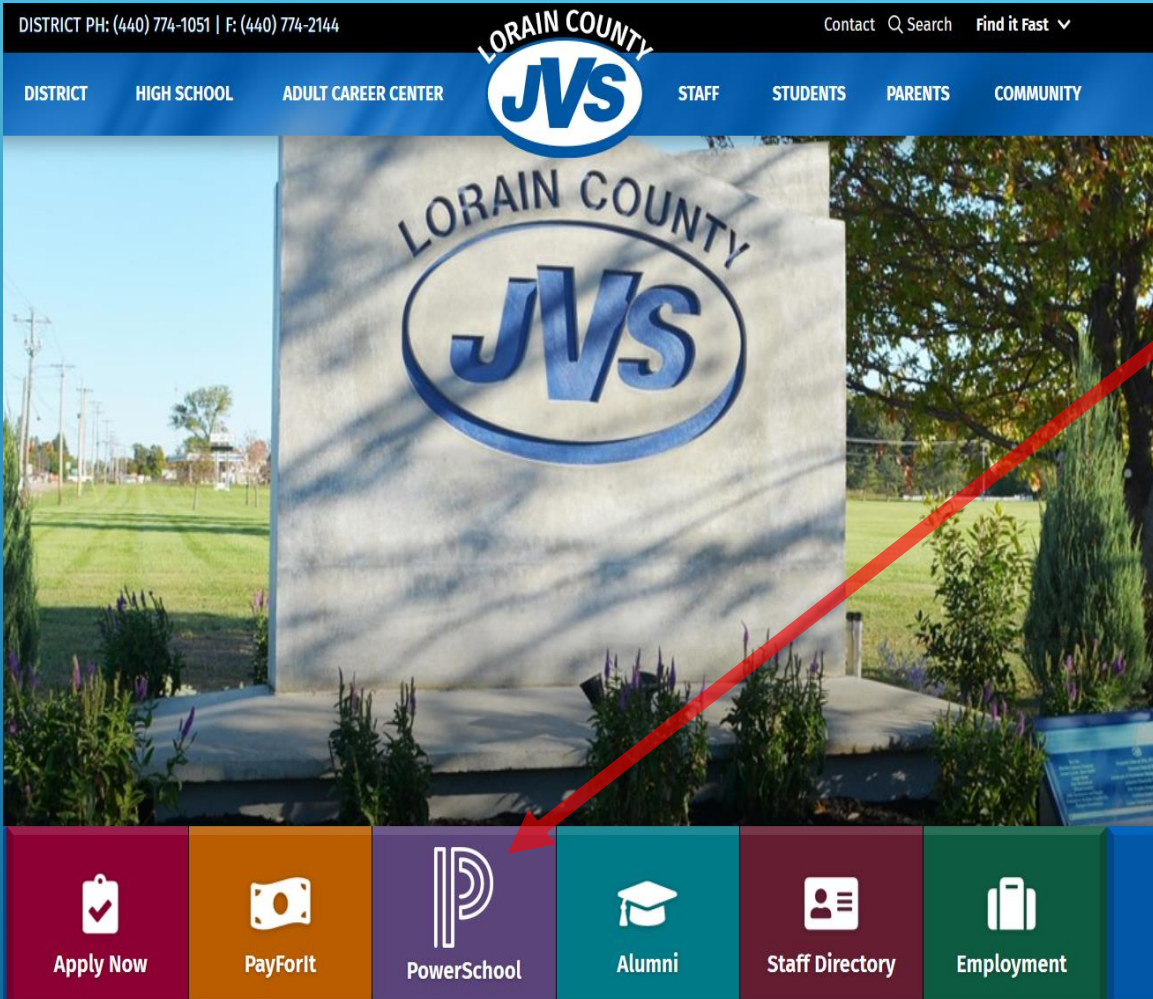 DISTRICT PH: (440) 774-1051 | F: (440) 774-2144
Contact Search Find it Fast
LORAIN COUNTY
JVS
DISTRICT HIGH SCHOOL ADULT CAREER CENTER STAFF STUDENTS PARENTS COMMUNITY
LORAIN COUNTY
JVS
Apply Now
PayForIt
PowerSchool
Alumni
Staff Directory
Employment